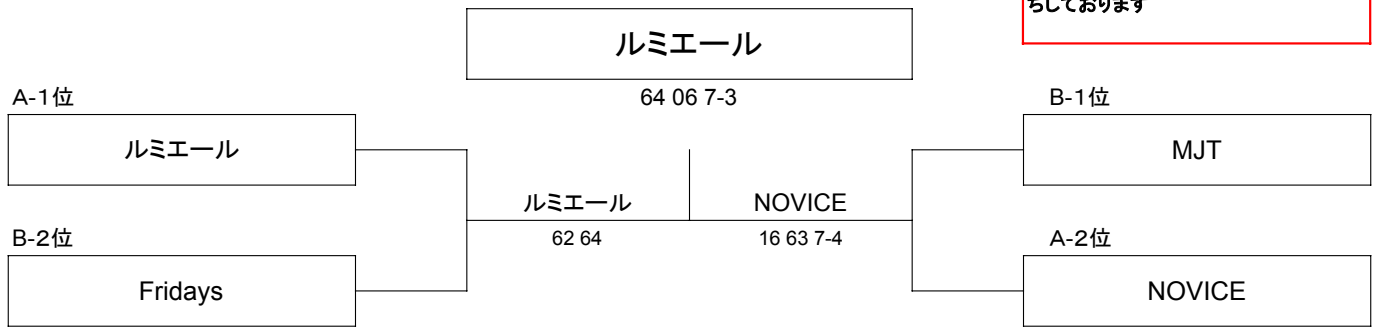 ちしております
ルミエール
64 06 7-3
A-1位
B-1位
ルミエール
MJT
ルミエール
NOVICE
62 64
16 63 7-4
B-2位
A-2位
Fridays
NOVICE